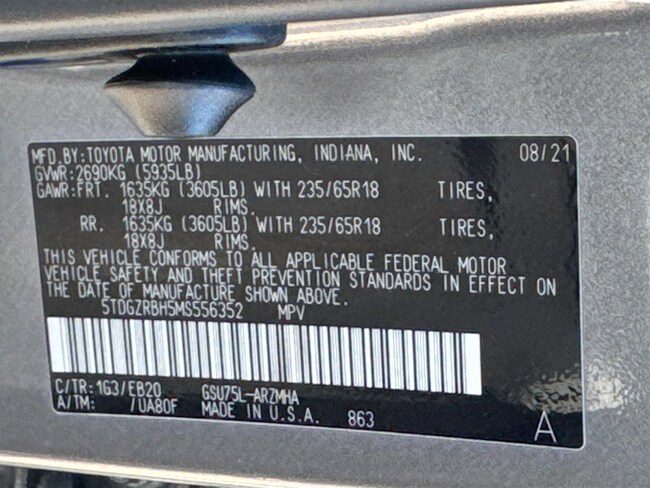 MFD.BY:TOYOTA MOTOR MANUFACTURING, INDIANA, INC. 08/21
GVWR:2690KG (5935LB)
GAWR:FRT. 1635KG (3605LB) WITH 235/65R18 TIRES,
18X8J RIMS.
RR. 1635KG (3605LB) WITH 235/65R18 TIRES,
18X8J RIMS.
THIS VEHICLE CONFORMS TO ALL APPLICABLE FEDERAL MOTOR
VEHICLE SAFETY AND THEFT PREVENTION STANDARDS IN EFFECT ON
THE DATE OF MANUFACTURE SHOWN ABOVE.
5TDGZRBH5MS556352 MPV
C/TR:1G3/EB20 GSU75L-ARZMHA
A/TM: /UA80F MADE IN U.S.A. 863 A